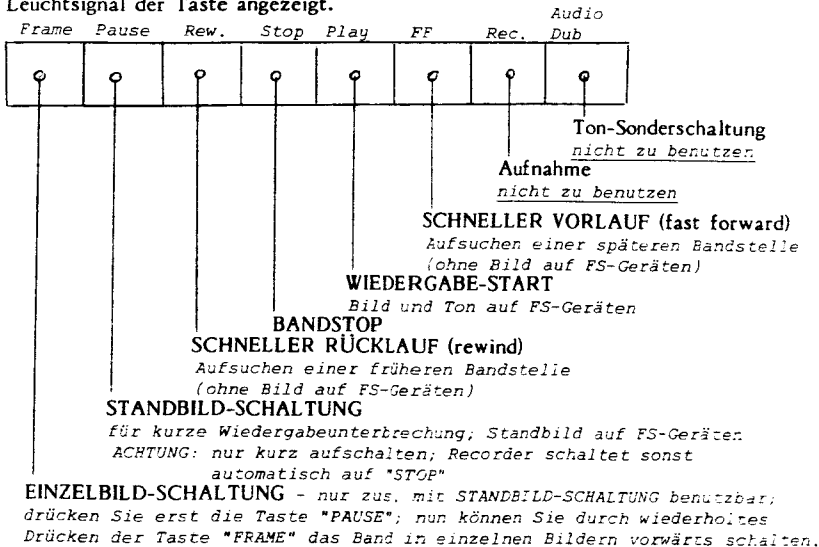 Leuchtsignal der Taste angezeigt.
Frame Pause Rew. Stop Play FF Rec. Audio Dub
Ton-Sonderschaltung
nicht zu benutzen
Aufnahme
nicht zu benutzen
SCHNELLER VORLAUF (fast forward)
Aufsuchen einer späteren Bandstelle
(ohne Bild auf FS-Geräten)
WIEDERGABE-START
Bild und Ton auf FS-Geräten
BANDSTOP
SCHNELLER RÜCKLAUF (rewind)
Aufsuchen einer früheren Bandstelle
(ohne Bild auf FS-Geräten)
STANDBILD-SCHALTUNG
für kurze Wiedergabeunterbrechung; Standbild auf FS-Geräten
ACHTUNG: nur kurz aufschalten; Recorder schaltet sonst
automatisch auf "STOP"
EINZELBILD-SCHALTUNG - nur zus. mit STANDBILD-SCHALTUNG benutzbar;
drücken Sie erst die Taste "PAUSE"; nun können Sie durch wiederholtes
Drücken der Taste "FRAME" das Band in einzelnen Bildern vorwärts schalten.